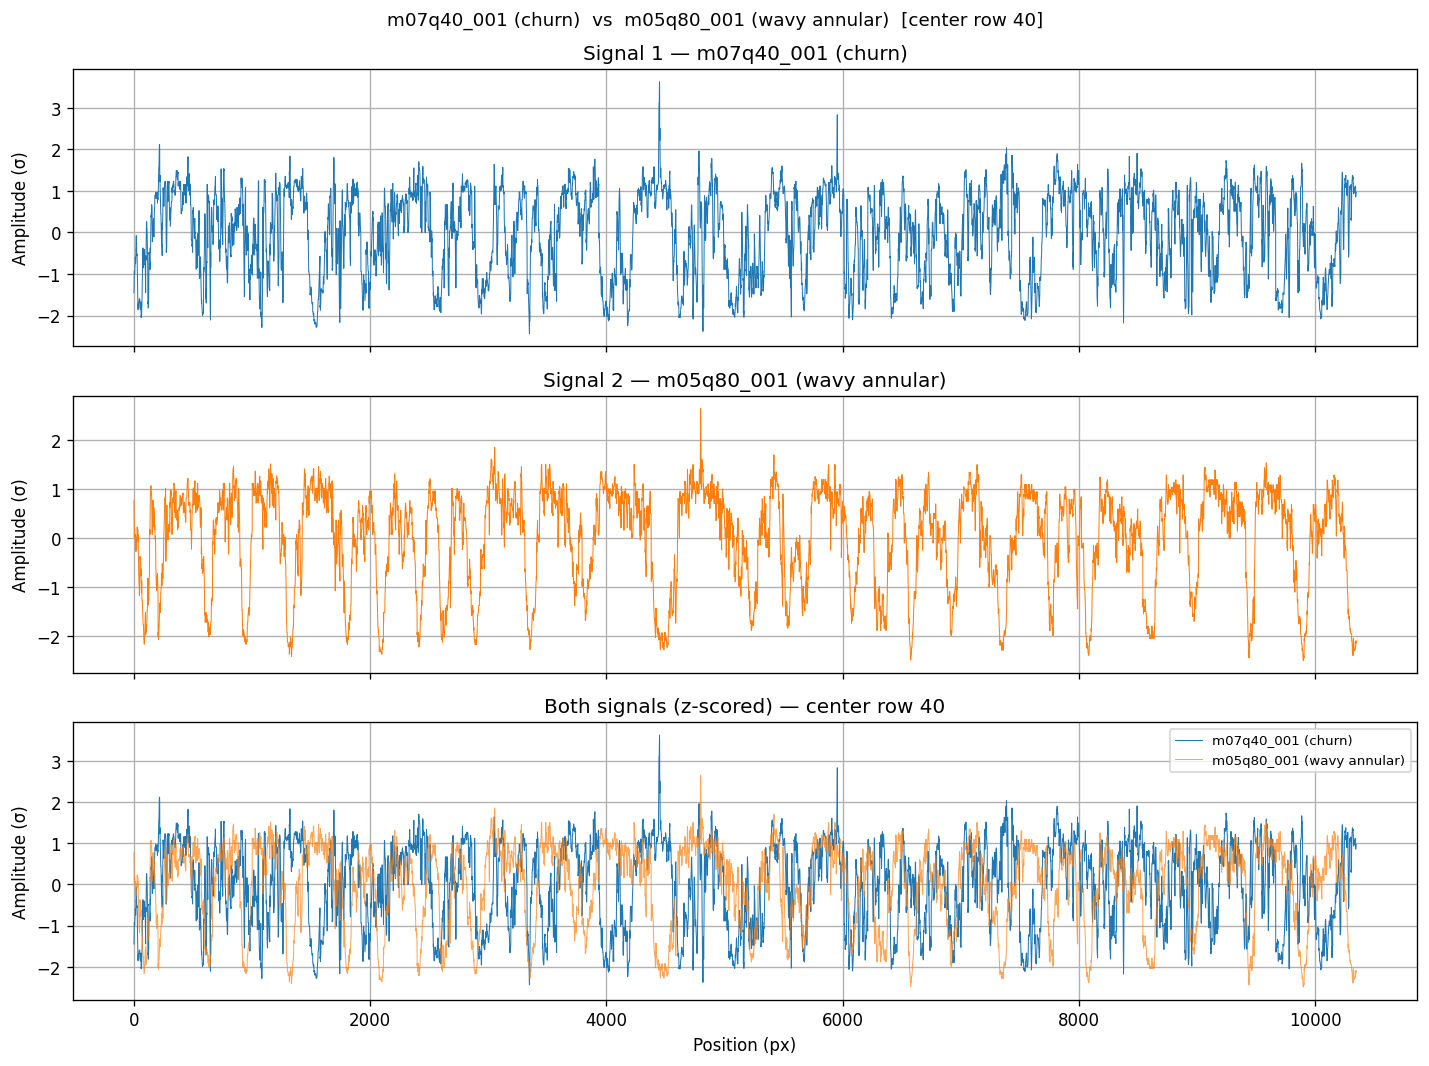 m07q40_001 (churn)  vs  m05q80_001 (wavy annular)  [center row 40]
Signal 1 — m07q40_001 (churn)
Amplitude (σ)
3
2
1
0
−1
−2
Signal 2 — m05q80_001 (wavy annular)
Amplitude (σ)
2
1
0
−1
−2
Both signals (z-scored) — center row 40
m07q40_001 (churn)
m05q80_001 (wavy annular)
Amplitude (σ)
3
2
1
0
−1
−2
0 2000 4000 6000 8000 10000
Position (px)